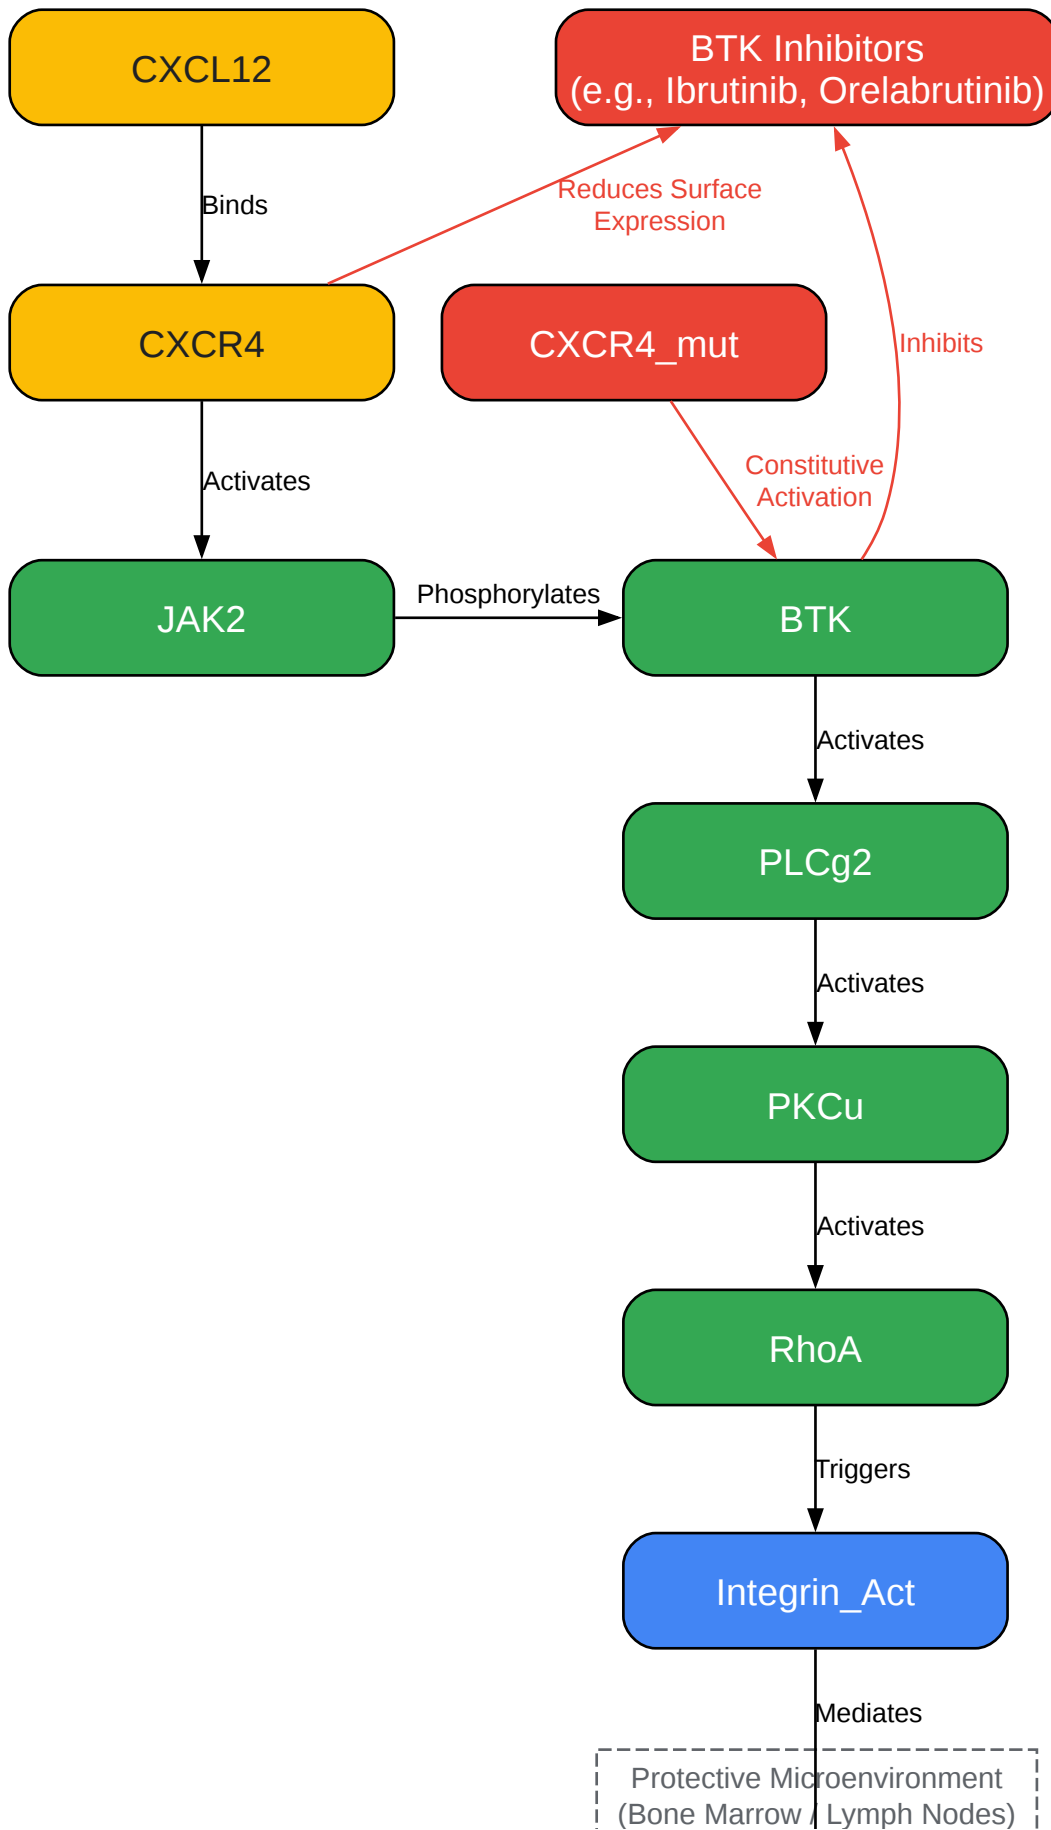 CXCL12
BTK Inhibitors
(e.g., Ibrutinib, Orelabrutinib)
Binds
Reduces Surface
Expression
CXCR4
CXCR4_mut
Inhibits
Activates
Constitutive
Activation
JAK2
Phosphorylates
BTK
Activates
PLCg2
Activates
PKCu
Activates
RhoA
Triggers
Integrin_Act
Mediates
Protective Microenvironment
(Bone Marrow / Lymph Nodes)